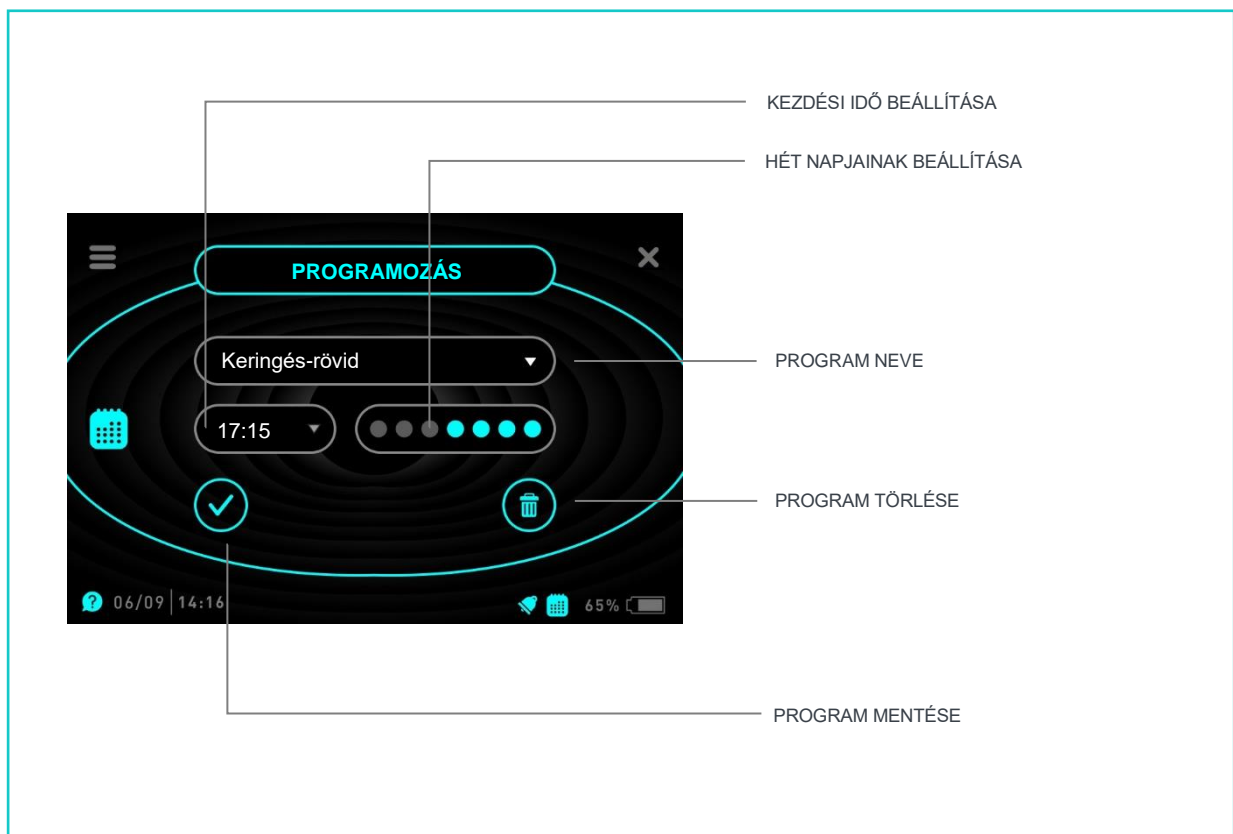 KEZDÉSI IDŐ BEÁLLÍTÁSA
HÉT NAPJAINAK BEÁLLÍTÁSA
PROGRAMOZÁS
Keringés-rövid
PROGRAM NEVE
17:15
PROGRAM TÖRLÉSE
? 06/09 14:16
65%
PROGRAM MENTÉSE